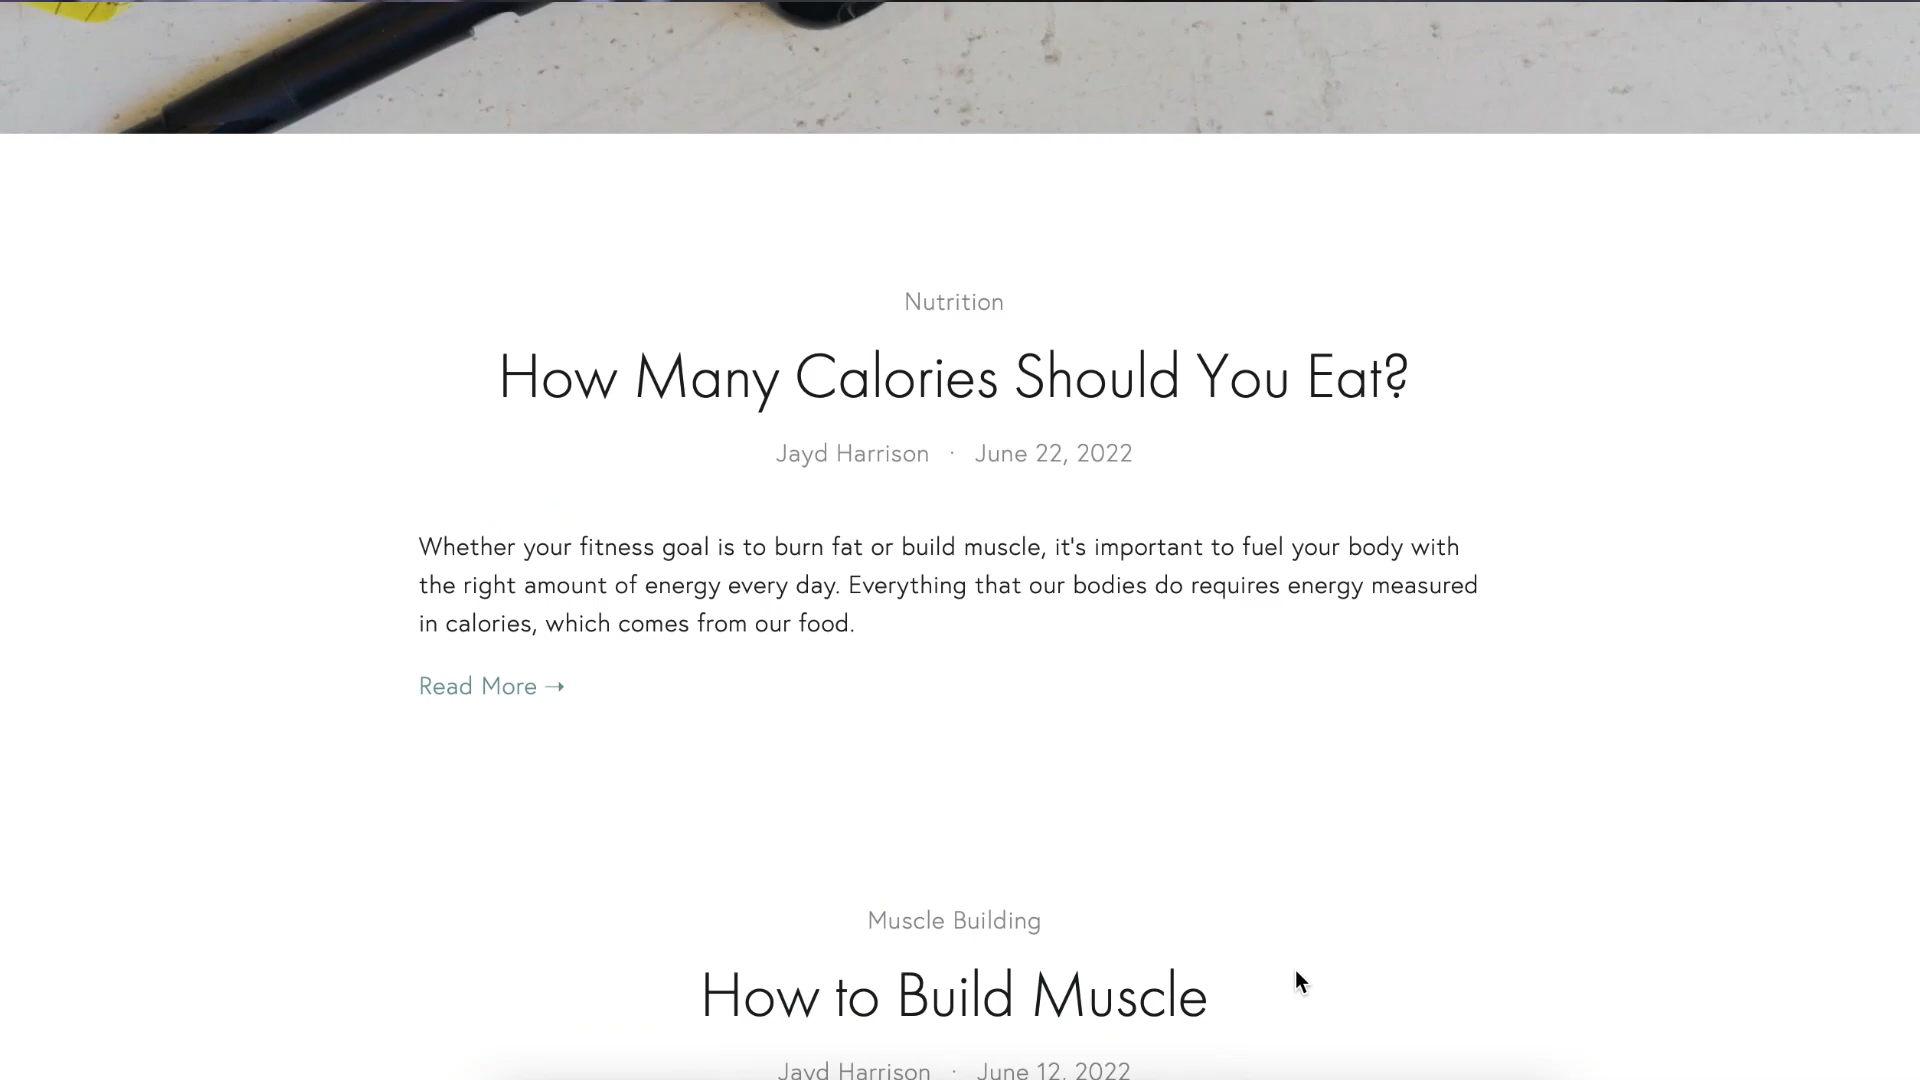 Nutrition
How Many Calories Should You Eat?
Jayd Harrison · June 22, 2022
Whether your fitness goal is to burn fat or build muscle, it's important to fuel your body with
the right amount of energy every day. Everything that our bodies do requires energy measured
in calories, which comes from our food.
Read More →
Muscle Building
How to Build Muscle
Jayd Harrison · June 12, 2022